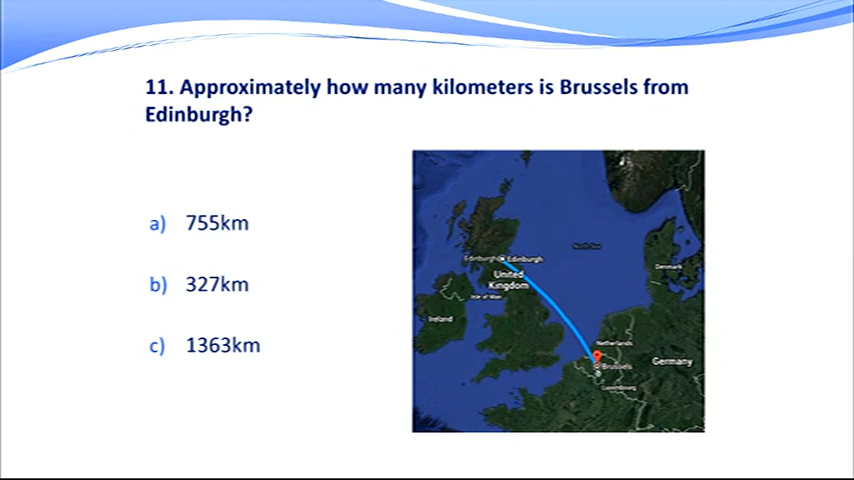 11. Approximately how many kilometers is Brussels from
Edinburgh?
a) 755km
b) 327km
c) 1363km
North Sea
Edinburgh Edinburgh
United
Kingdom
Isle of Man
Ireland
Denmark
Netherlands
Germany
Brussels
Luxembourg